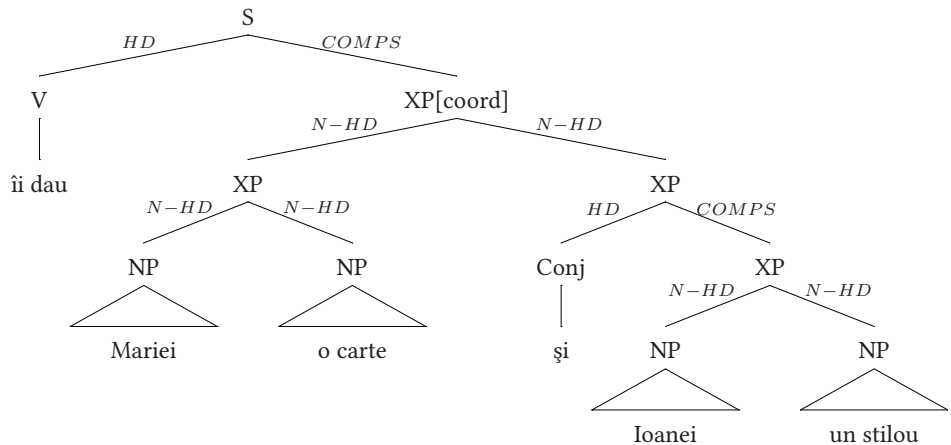 S
HD COMPS
V XP[coord]
N−HD N−HD
îi dau XP XP
N−HD N−HD HD COMPS
NP NP Conj XP
N−HD N−HD
Mariei o carte şi NP NP
Ioanei un stilou